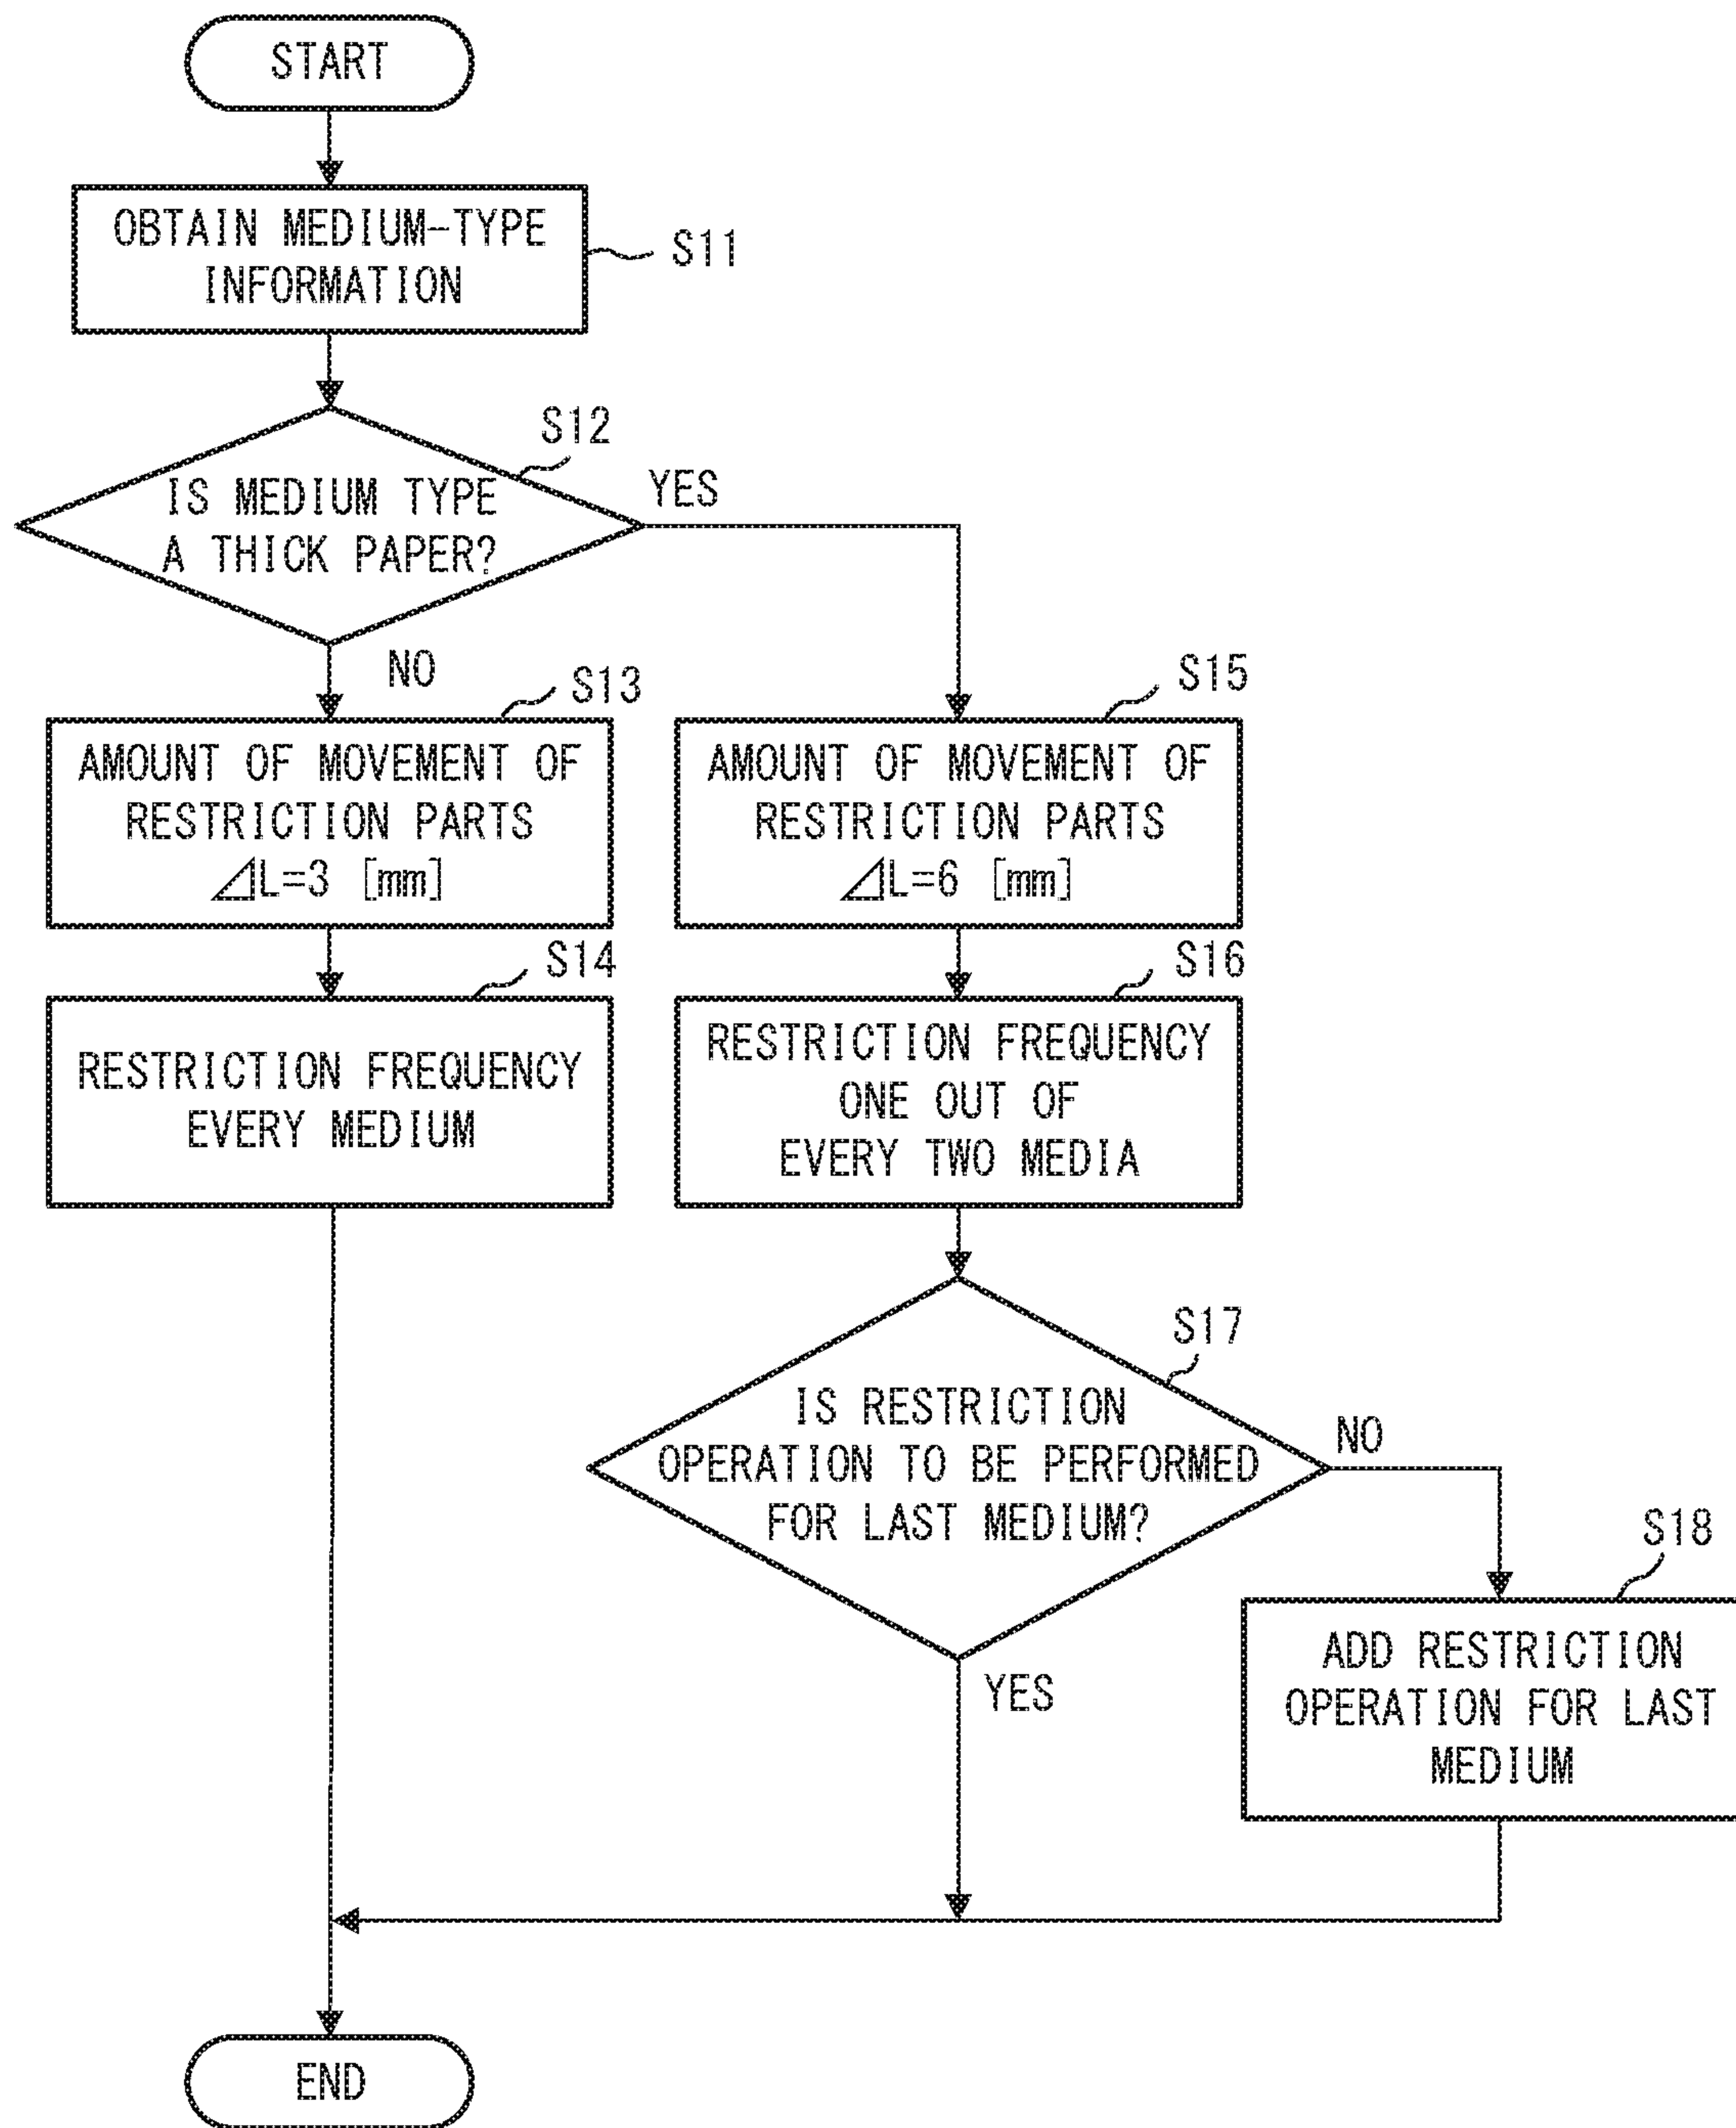 START
OBTAIN MEDIUM-TYPE
INFORMATION
S11
S12
IS MEDIUM TYPE
A THICK PAPER?
YES
NO
S13
AMOUNT OF MOVEMENT OF
RESTRICTION PARTS
⊿L=3 [mm]
S15
AMOUNT OF MOVEMENT OF
RESTRICTION PARTS
⊿L=6 [mm]
S14
RESTRICTION FREQUENCY
EVERY MEDIUM
S16
RESTRICTION FREQUENCY
ONE OUT OF
EVERY TWO MEDIA
S17
IS RESTRICTION
OPERATION TO BE PERFORMED
FOR LAST MEDIUM?
NO
YES
S18
ADD RESTRICTION
OPERATION FOR LAST
MEDIUM
END